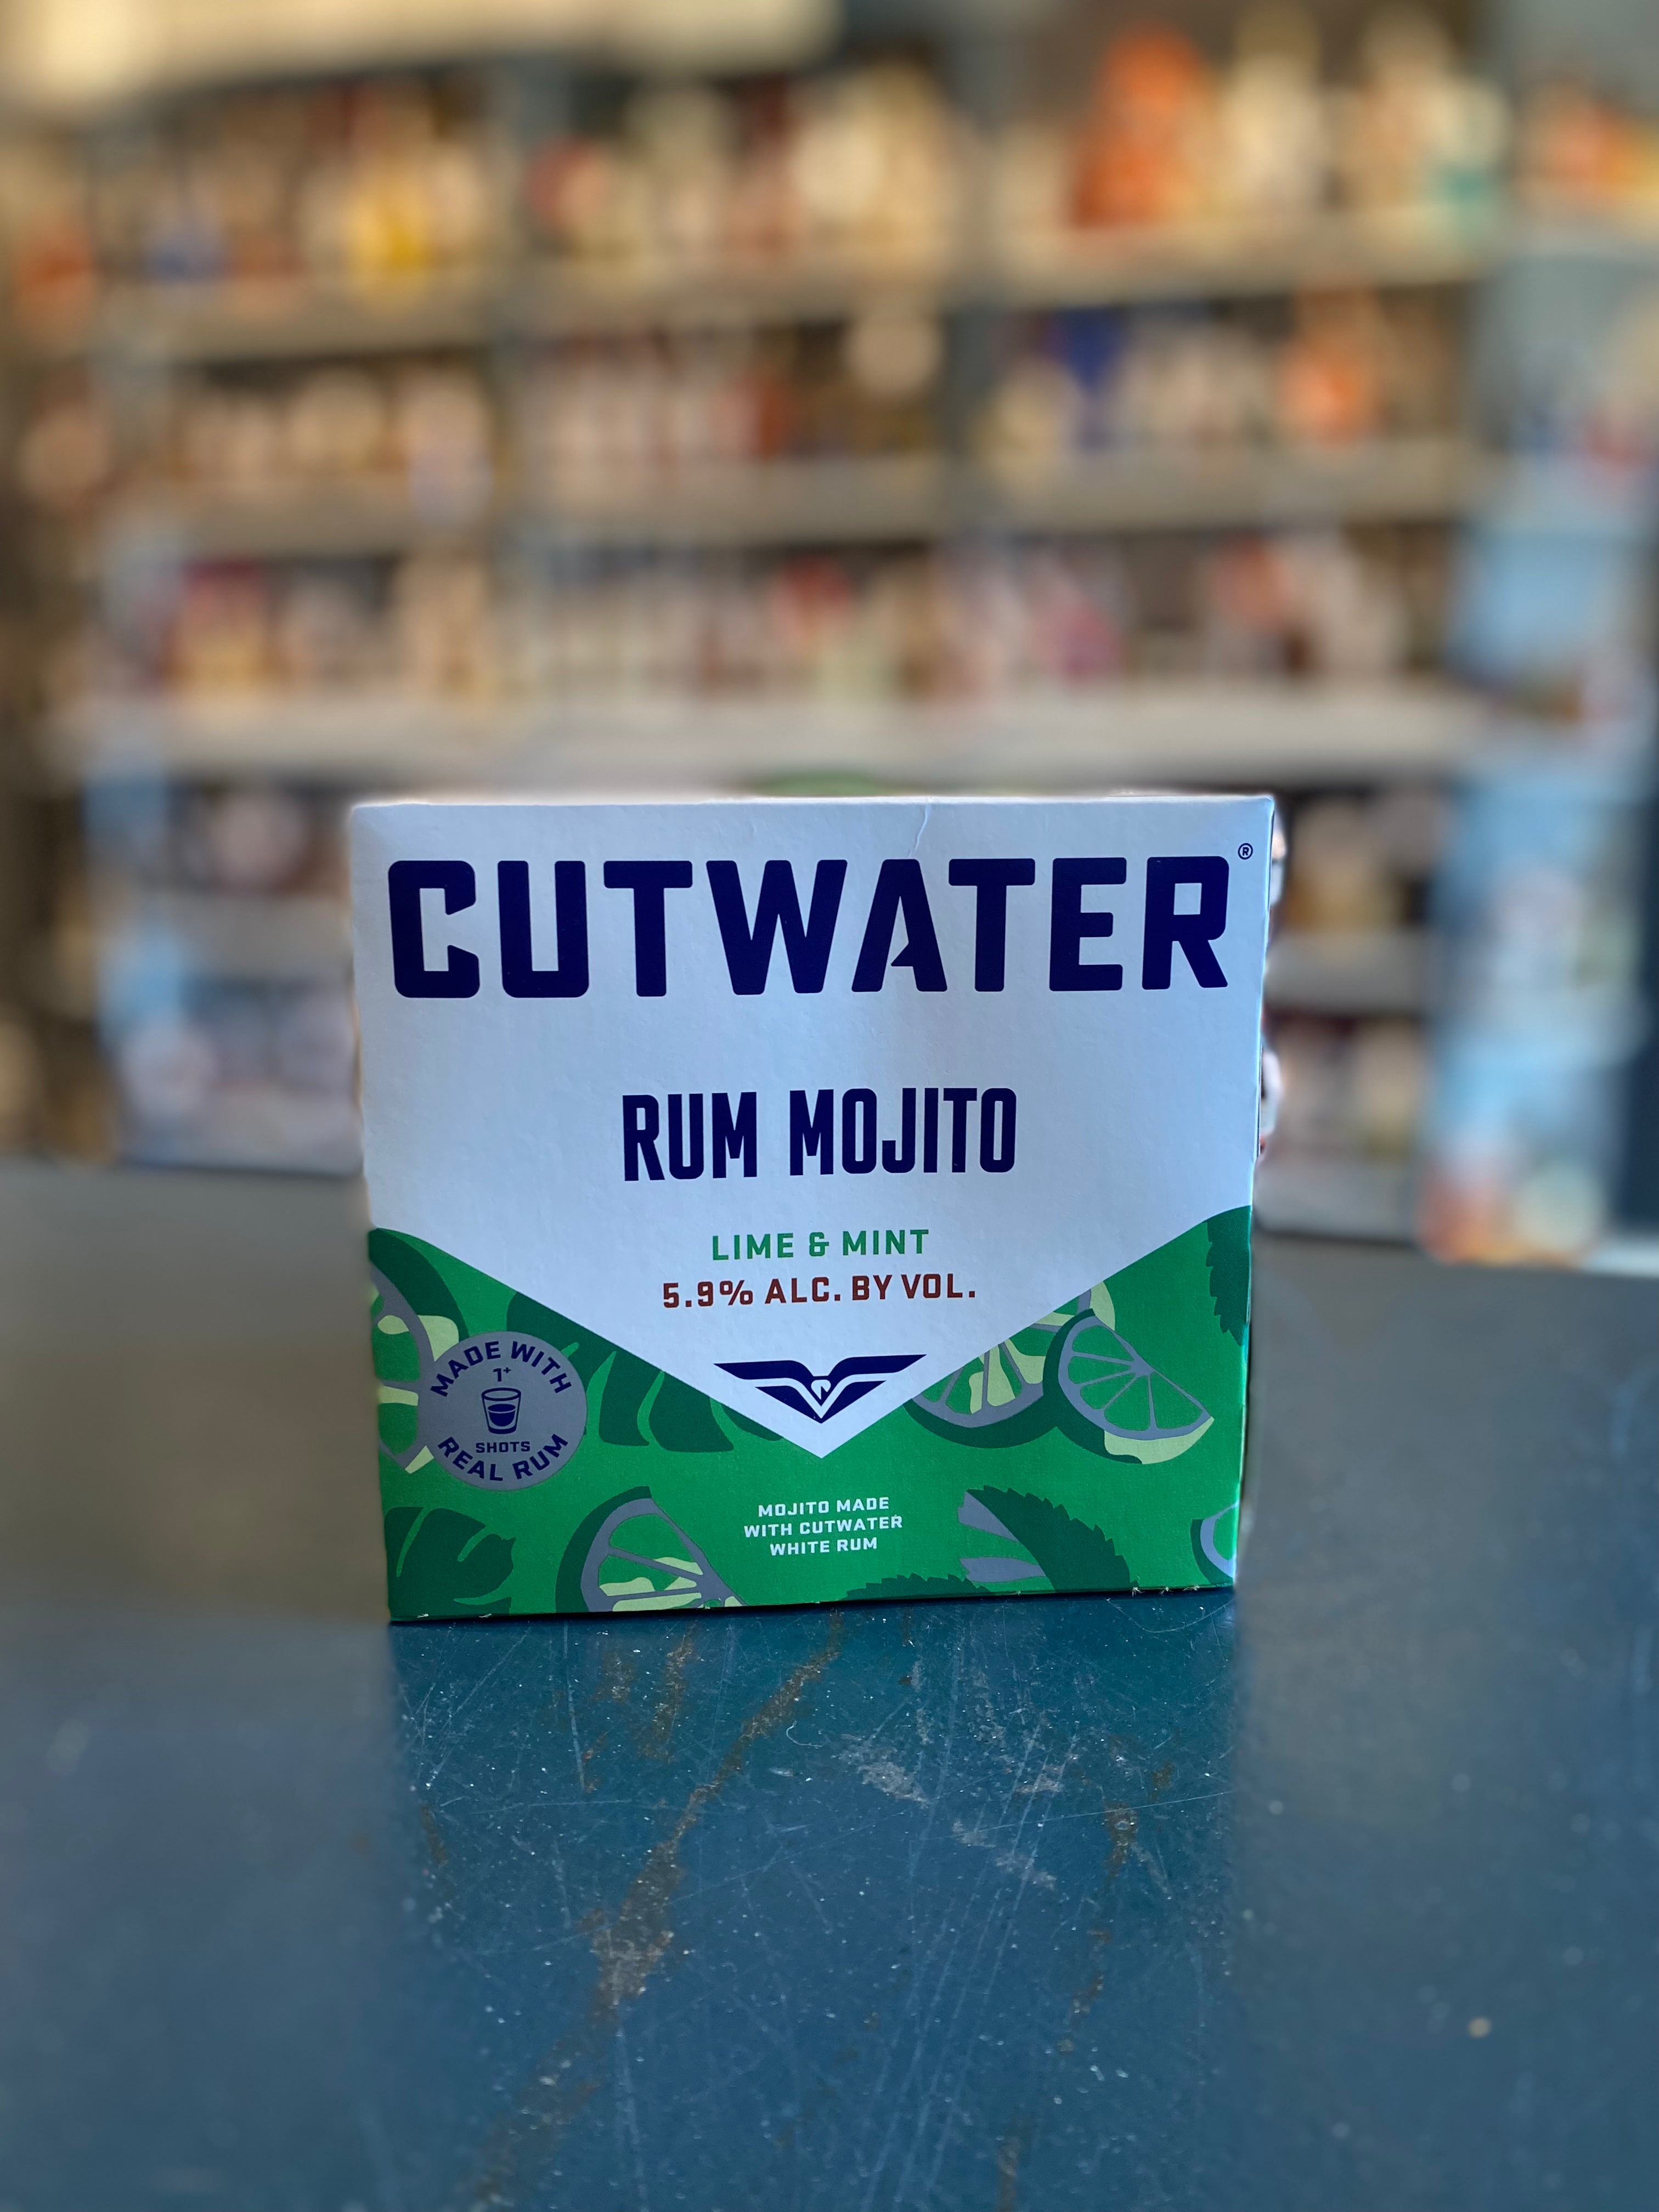 CUTWATER®
RUM MOJITO
LIME & MINT
5.9% ALC. BY VOL.
MADE WITH
1+
SHOTS
REAL RUM
MOJITO MADE
WITH CUTWATER
WHITE RUM